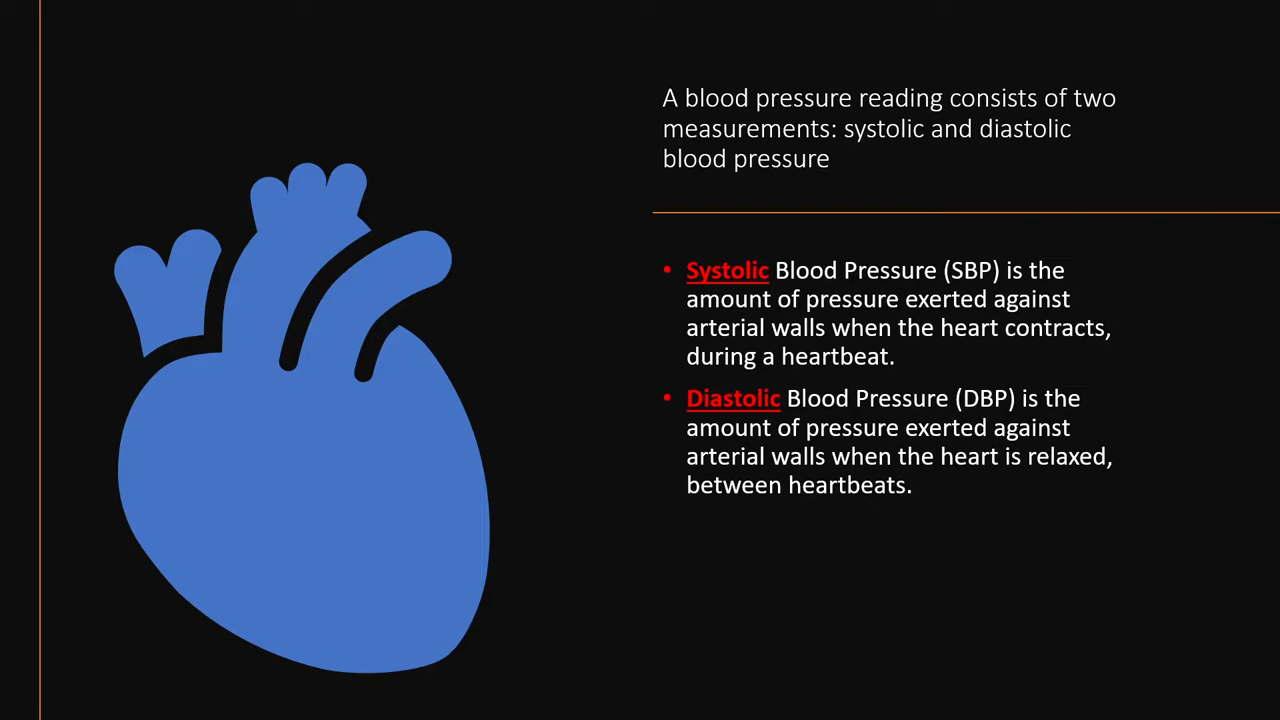 A blood pressure reading consists of two
measurements: systolic and diastolic
blood pressure
• Systolic Blood Pressure (SBP) is the
amount of pressure exerted against
arterial walls when the heart contracts,
during a heartbeat.
• Diastolic Blood Pressure (DBP) is the
amount of pressure exerted against
arterial walls when the heart is relaxed,
between heartbeats.